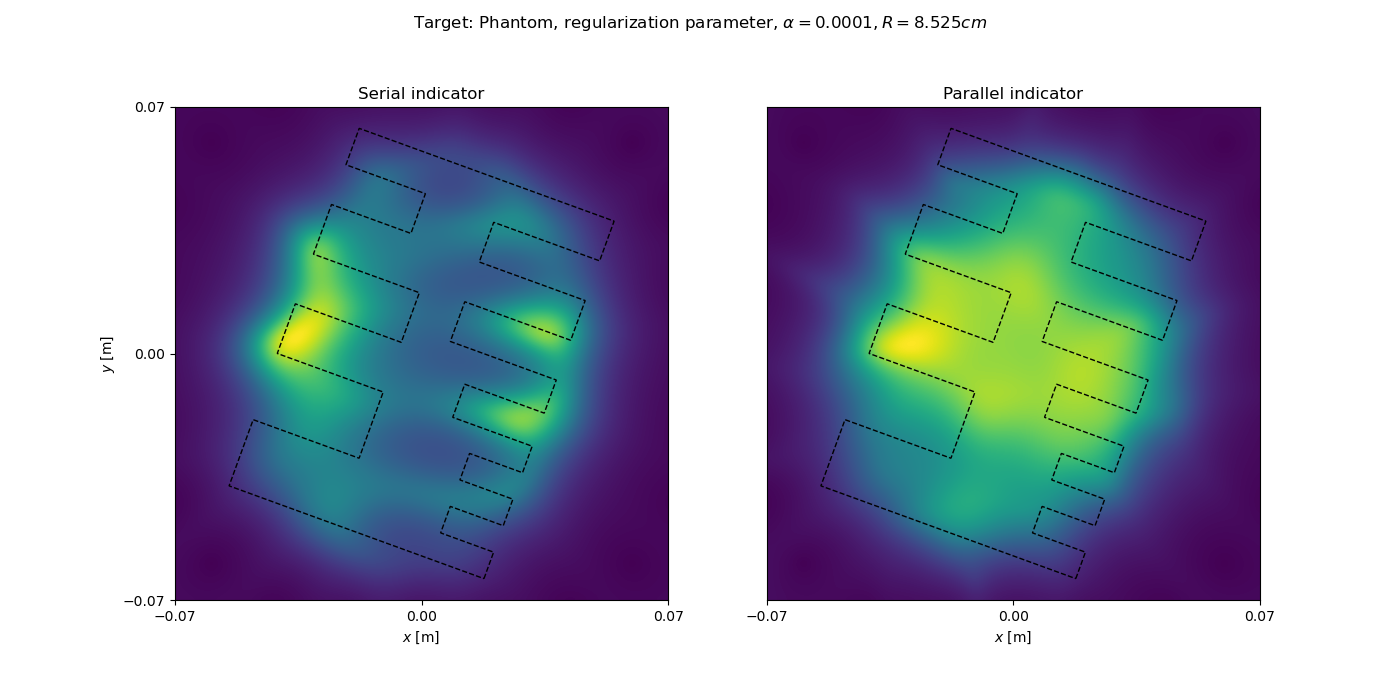 Target: Phantom, regularization parameter, α = 0.0001, R = 8.525cm
Serial indicator
Parallel indicator
0.07
0.00
−0.07
y [m]
−0.07
0.00
0.07
x [m]
−0.07
0.00
0.07
x [m]